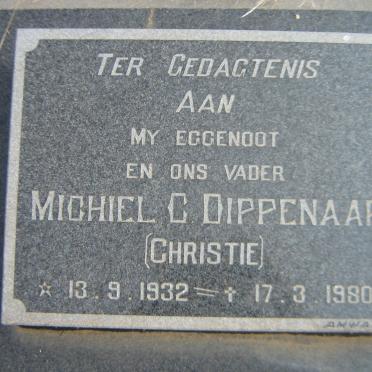 TER GEDAGTENIS
AAN
MY EGGENOOT
EN ONS VADER
MICHIEL C DIPPENAAR
(CHRISTIE)
☆ 13.9.1932 = ✝ 17.3.1980